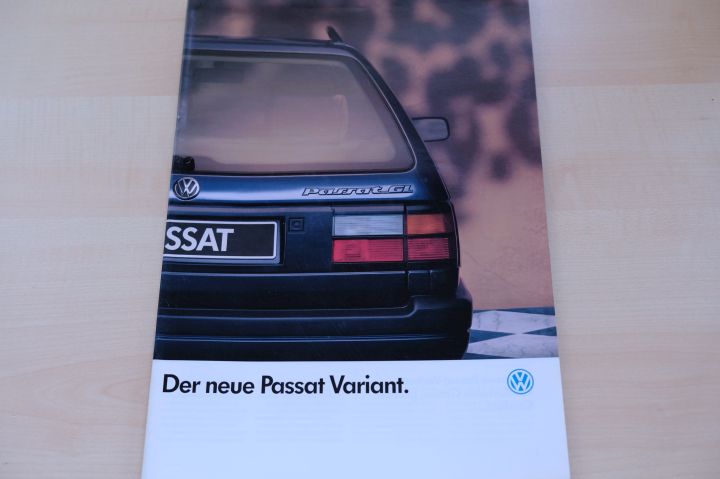 Passat GL
SSAT
Der neue Passat Variant.